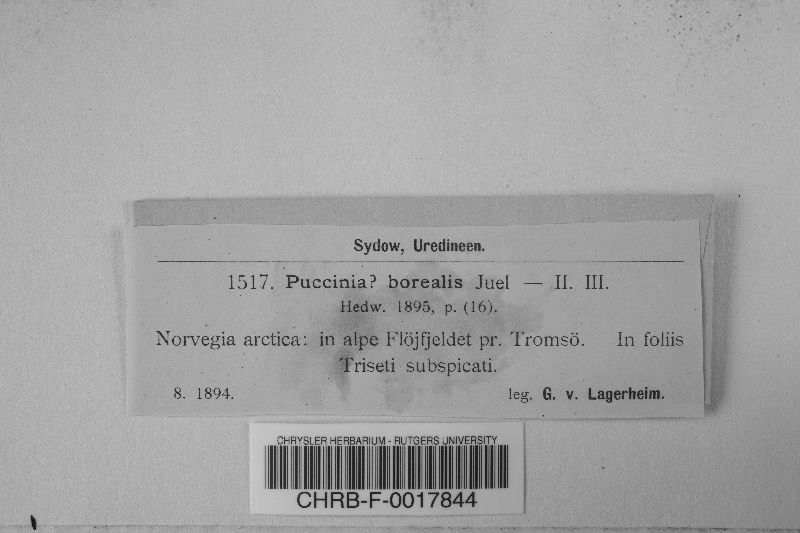 Sydow, Uredineen.
1517. Puccinia? borealis Juel — II. III.
Hedw. 1895, p. (16).
Norvegia arctica: in alpe Flöjfjeldet pr. Tromsö. In foliis
Triseti subspicati.
8. 1894. leg. G. v. Lagerheim.
CHRYSLER HERBARIUM - RUTGERS UNIVERSITY
CHRB-F-0017844